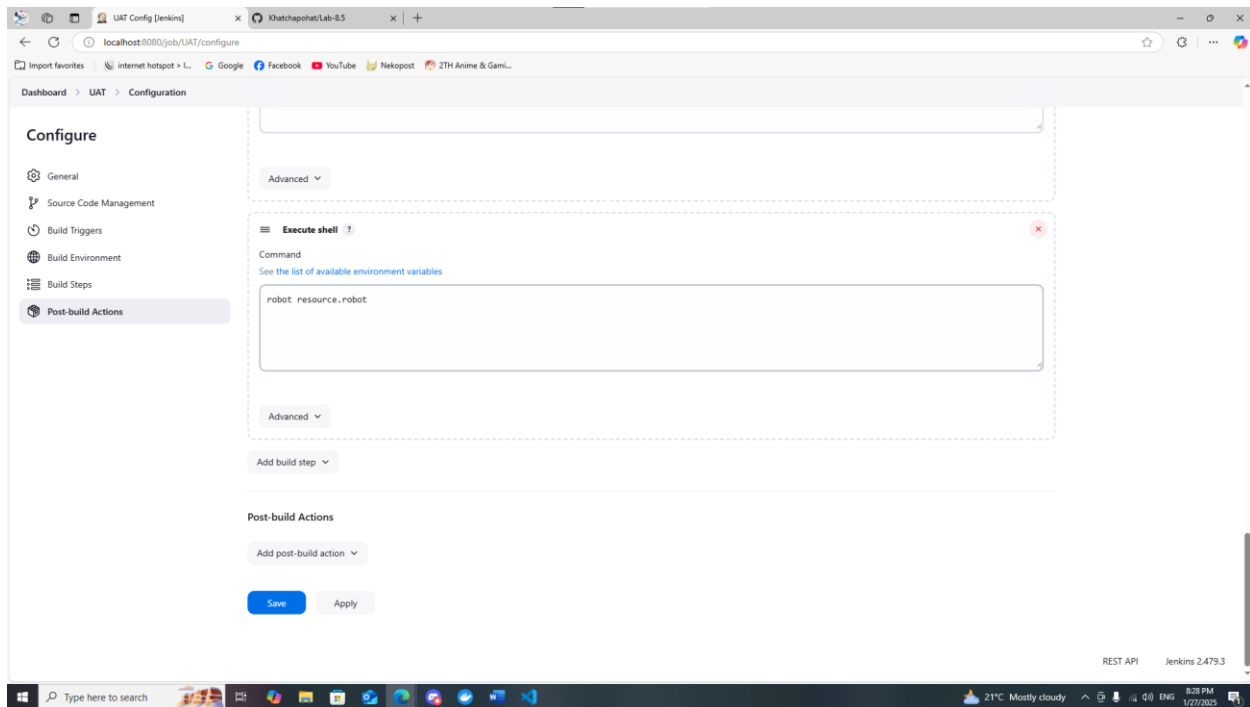 UAT Config [Jenkins]
Khatchapohat/Lab-8.5
localhost:8080/job/UAT/configure
Import favorites
internet hotspot > I...
Google
Facebook
YouTube
Nekopost
2TH Anime & Gami...
Dashboard > UAT > Configuration
Configure
General
Source Code Management
Build Triggers
Build Environment
Build Steps
Post-build Actions
Advanced
Execute shell ?
Command
See the list of available environment variables
robot resource.robot
Advanced
Add build step
Post-build Actions
Add post-build action
Save
Apply
REST API
Jenkins 2.479.3
Type here to search
21°C Mostly cloudy
ENG
8:28 PM
1/27/2025